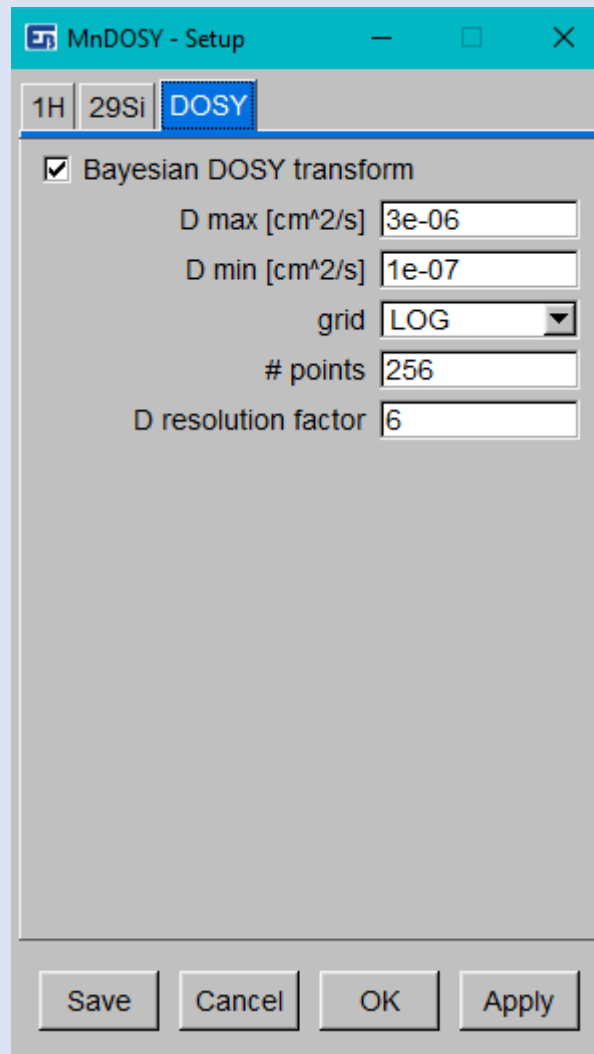 MnDOSY - Setup
1H 29Si DOSY
Bayesian DOSY transform
D max [cm^2/s] 3e-06
D min [cm^2/s] 1e-07
grid LOG
# points 256
D resolution factor 6
Save Cancel OK Apply